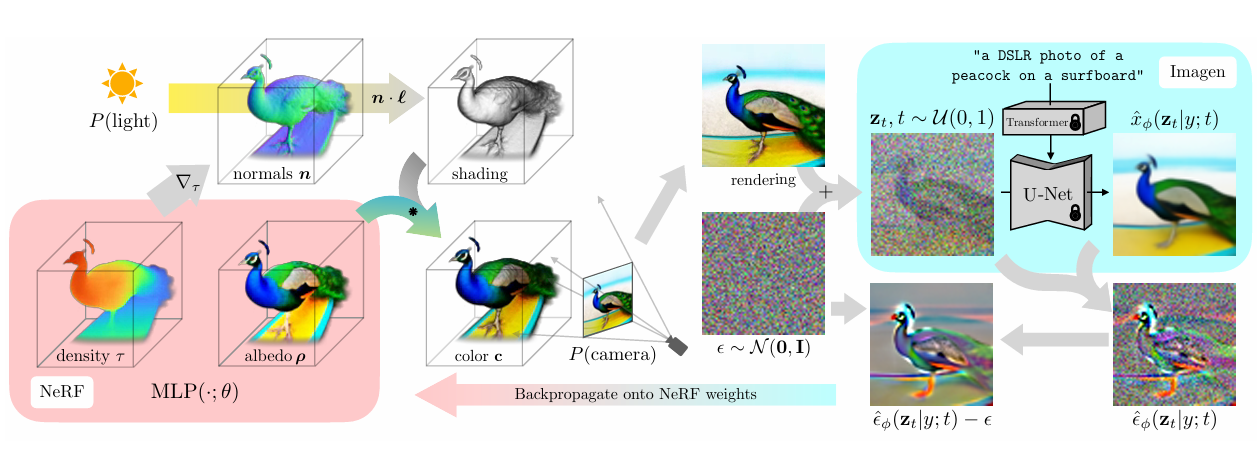 "a DSLR photo of a
peacock on a surfboard"
Imagen
P(light)
n · ℓ
z_t, t ∼ U(0, 1)
Transformer
x̂_ϕ(z_t|y; t)
normals n
shading
rendering
+
U-Net
∇_τ
*
density τ
albedo ρ
color c
P(camera)
ϵ ∼ N(0, I)
NeRF
MLP(·; θ)
Backpropagate onto NeRF weights
ϵ̂_ϕ(z_t|y; t) − ϵ
ϵ̂_ϕ(z_t|y; t)